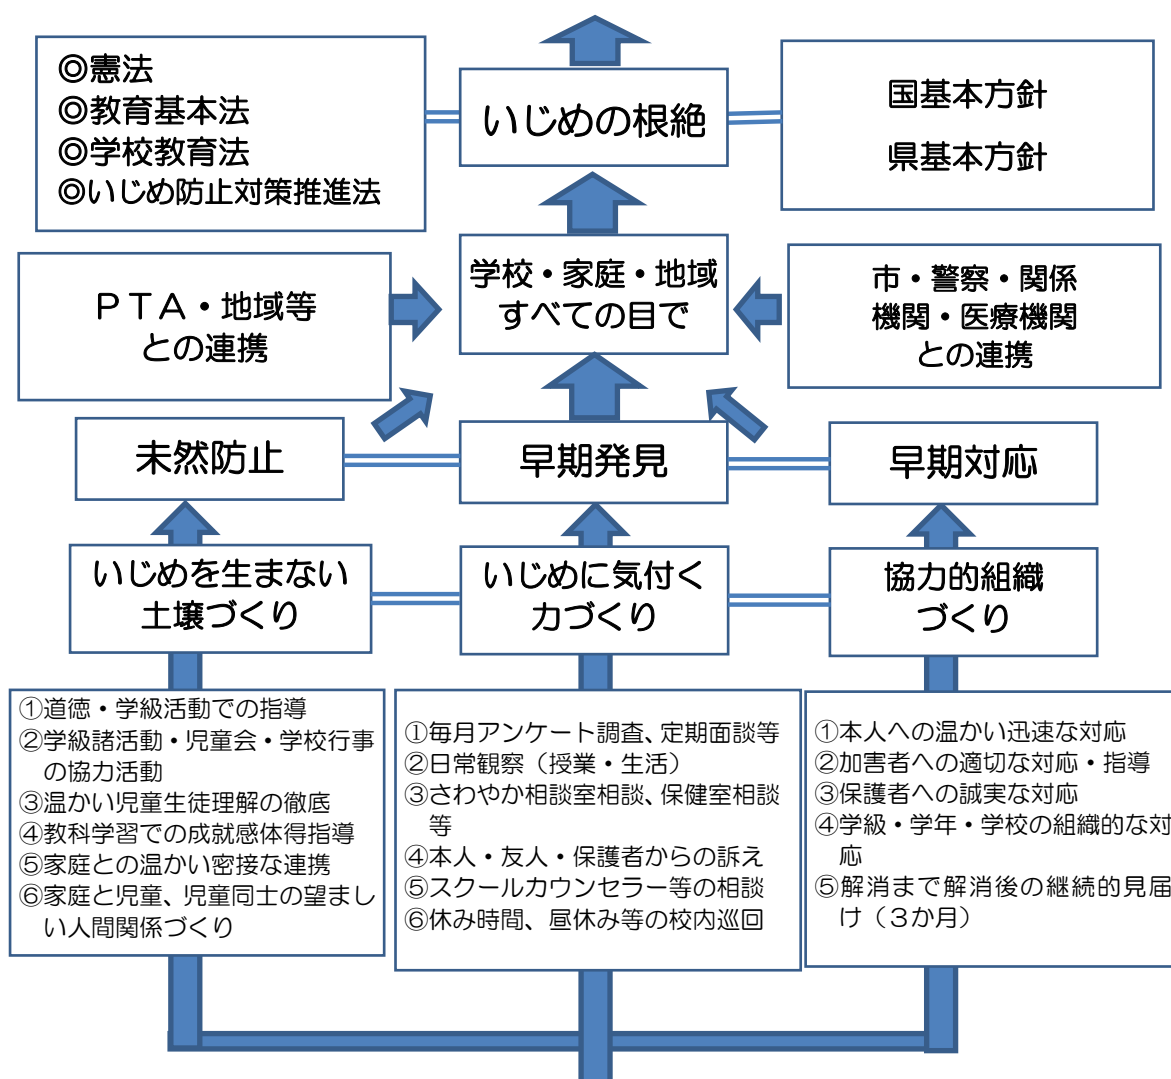 ◎憲法
◎教育基本法
◎学校教育法
◎いじめ防止対策推進法
いじめの根絶
国基本方針
県基本方針
PTA・地域等
との連携
学校・家庭・地域
すべての目で
市・警察・関係
機関・医療機関
との連携
未然防止
早期発見
早期対応
いじめを生まない
土壌づくり
いじめに気付く
力づくり
協力的組織
づくり
①道徳・学級活動での指導
②学級諸活動・児童会・学校行事
の協力活動
③温かい児童生徒理解の徹底
④教科学習での成就感体得指導
⑤家庭との温かい密接な連携
⑥家庭と児童、児童同士の望まし
い人間関係づくり
①毎月アンケート調査、定期面談等
②日常観察（授業・生活）
③さわやか相談室相談、保健室相談
等
④本人・友人・保護者からの訴え
⑤スクールカウンセラー等の相談
⑥休み時間、昼休み等の校内巡回
①本人への温かい迅速な対応
②加害者への適切な対応・指導
③保護者への誠実な対応
④学級・学年・学校の組織的な対
応
⑤解消まで解消後の継続的見届
け（３か月）